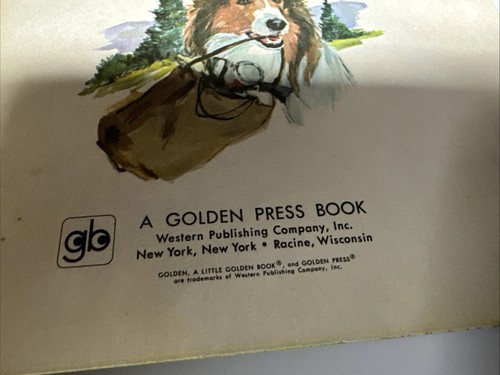 gb
A GOLDEN PRESS BOOK
Western Publishing Company, Inc.
New York, New York • Racine, Wisconsin
GOLDEN, A LITTLE GOLDEN BOOK®, and GOLDEN PRESS®
are trademarks of Western Publishing Company, Inc.